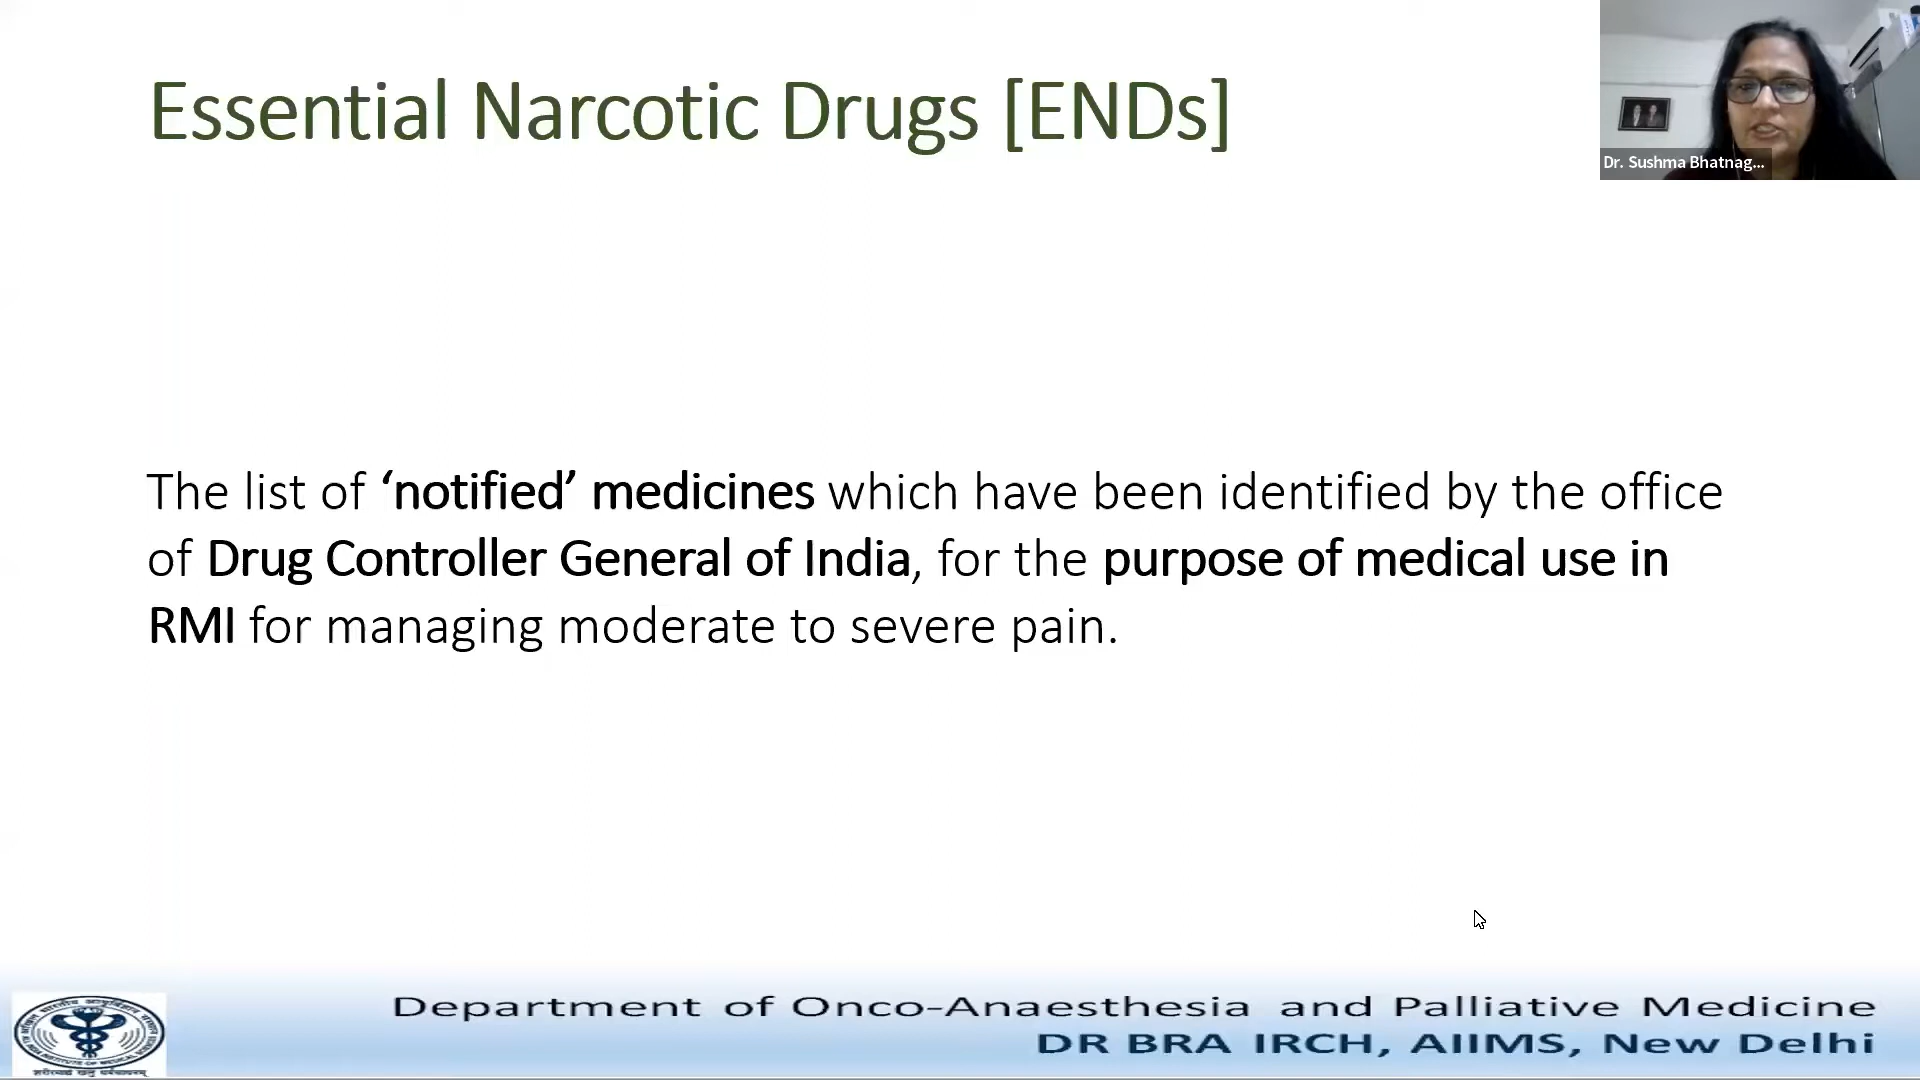 Essential Narcotic Drugs [ENDs]
Dr. Sushma Bhatnag...
The list of ‘notified’ medicines which have been identified by the office
of Drug Controller General of India, for the purpose of medical use in
RMI for managing moderate to severe pain.
Department of Onco-Anaesthesia and Palliative Medicine
DR BRA IRCH, AIIMS, New Delhi